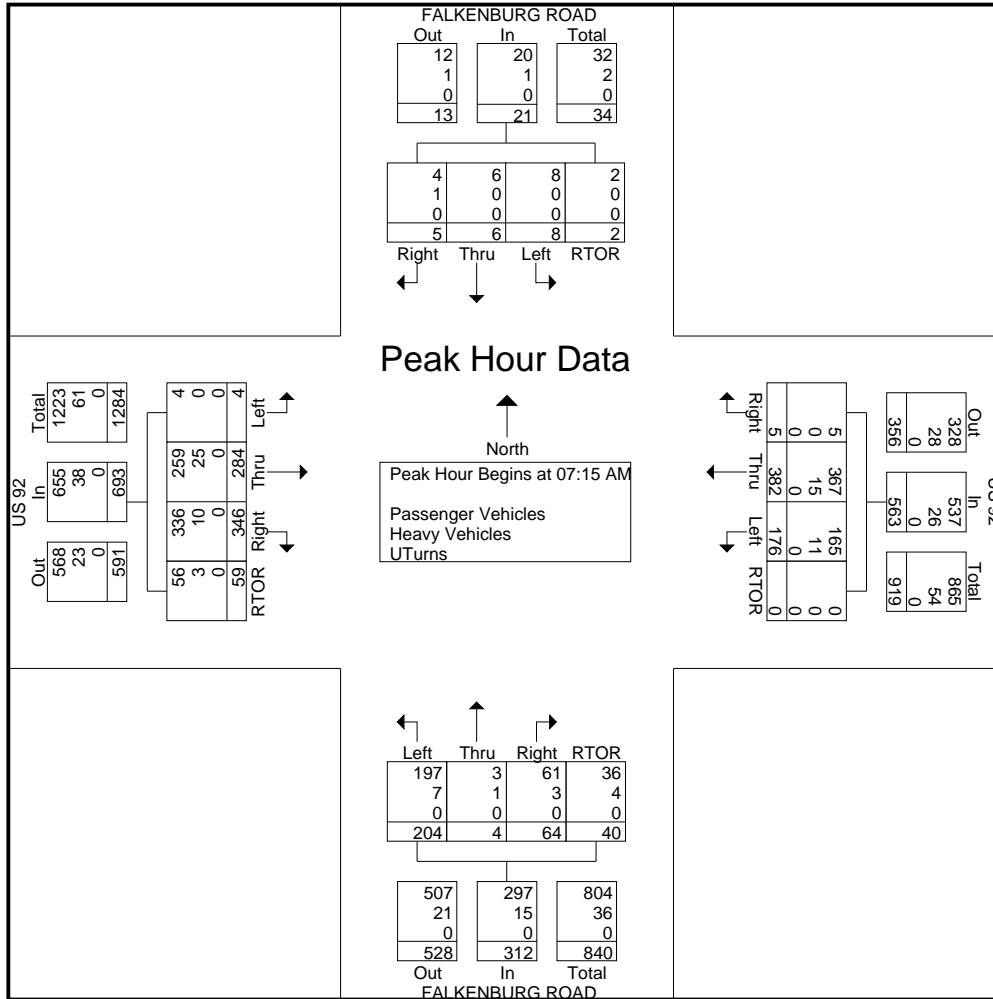 FALKENBURG ROAD
Out In Total
12 20 32
1 1 2
0 0 0
13 21 34
4 6 8 2
1 0 0 0
0 0 0 0
5 6 8 2
Right Thru Left RTOR
Peak Hour Data
North
Peak Hour Begins at 07:15 AM
Passenger Vehicles
Heavy Vehicles
UTurns
US 92
Out In Total
568 655 1223
23 38 61
0 0 0
591 693 1284
56 336 259 4
3 10 25 0
0 0 0 0
59 346 284 4
RTOR Right Thru Left
Out In Total
328 537 865
28 26 54
0 0 0
356 563 919
5 367 165 0
0 15 11 0
0 0 0 0
5 382 176 0
Right Thru Left RTOR
Left Thru Right RTOR
197 3 61 36
7 1 3 4
0 0 0 0
204 4 64 40
507 297 804
21 15 36
0 0 0
528 312 840
Out In Total
FALKENBURG ROAD